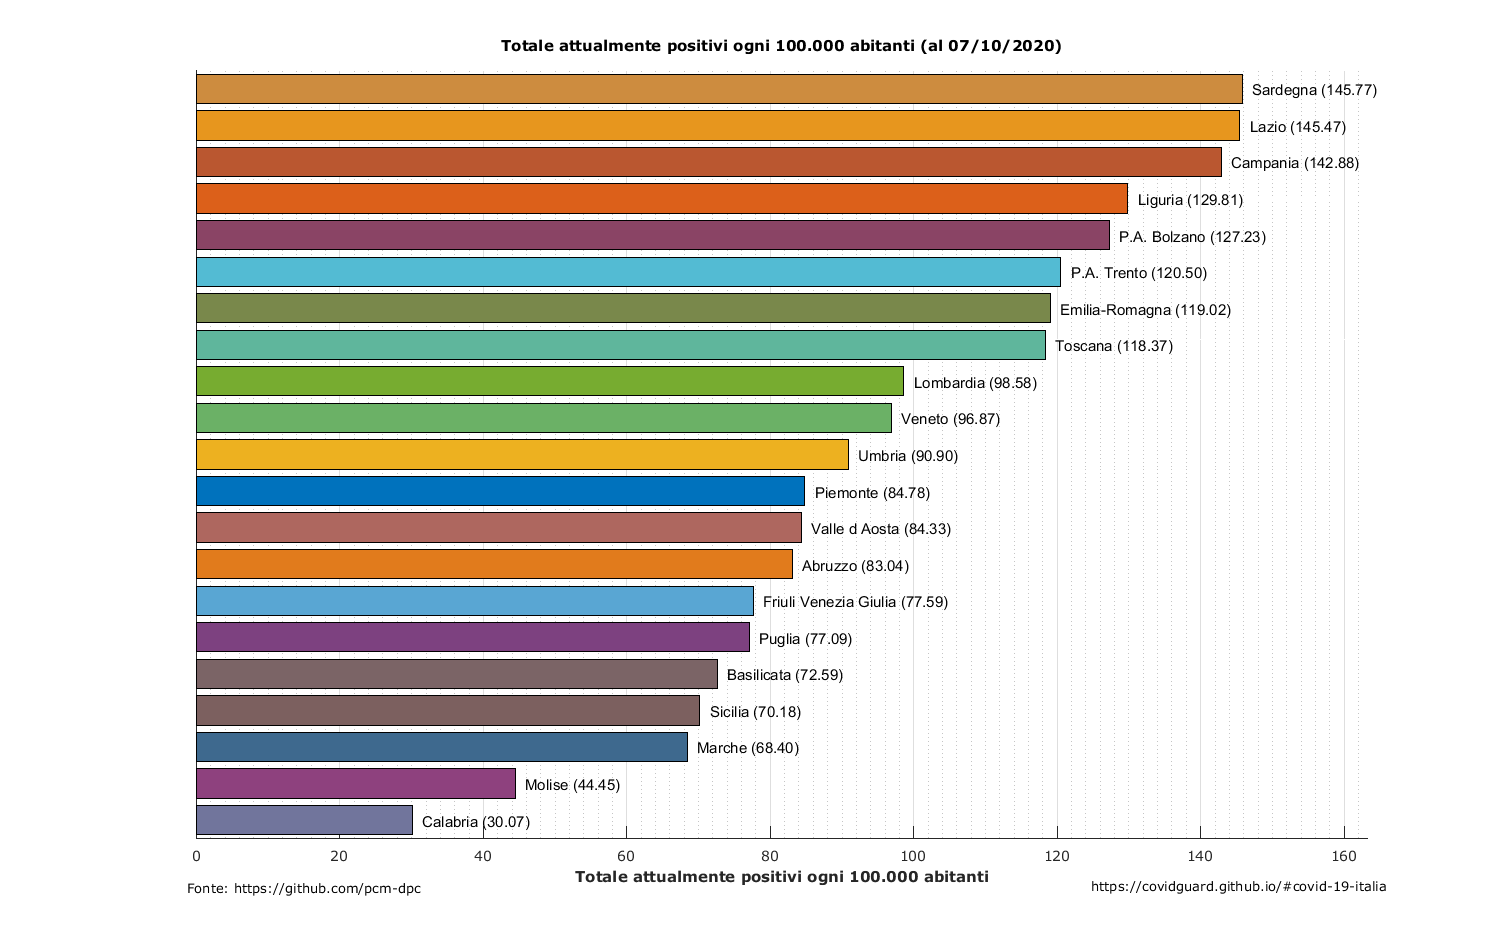 Totale attualmente positivi ogni 100.000 abitanti (al 07/10/2020)
Sardegna (145.77)
Lazio (145.47)
Campania (142.88)
Liguria (129.81)
P.A. Bolzano (127.23)
P.A. Trento (120.50)
Emilia-Romagna (119.02)
Toscana (118.37)
Lombardia (98.58)
Veneto (96.87)
Umbria (90.90)
Piemonte (84.78)
Valle d Aosta (84.33)
Abruzzo (83.04)
Friuli Venezia Giulia (77.59)
Puglia (77.09)
Basilicata (72.59)
Sicilia (70.18)
Marche (68.40)
Molise (44.45)
Calabria (30.07)
0 20 40 60 80 100 120 140 160
Totale attualmente positivi ogni 100.000 abitanti
Fonte: https://github.com/pcm-dpc
https://covidguard.github.io/#covid-19-italia